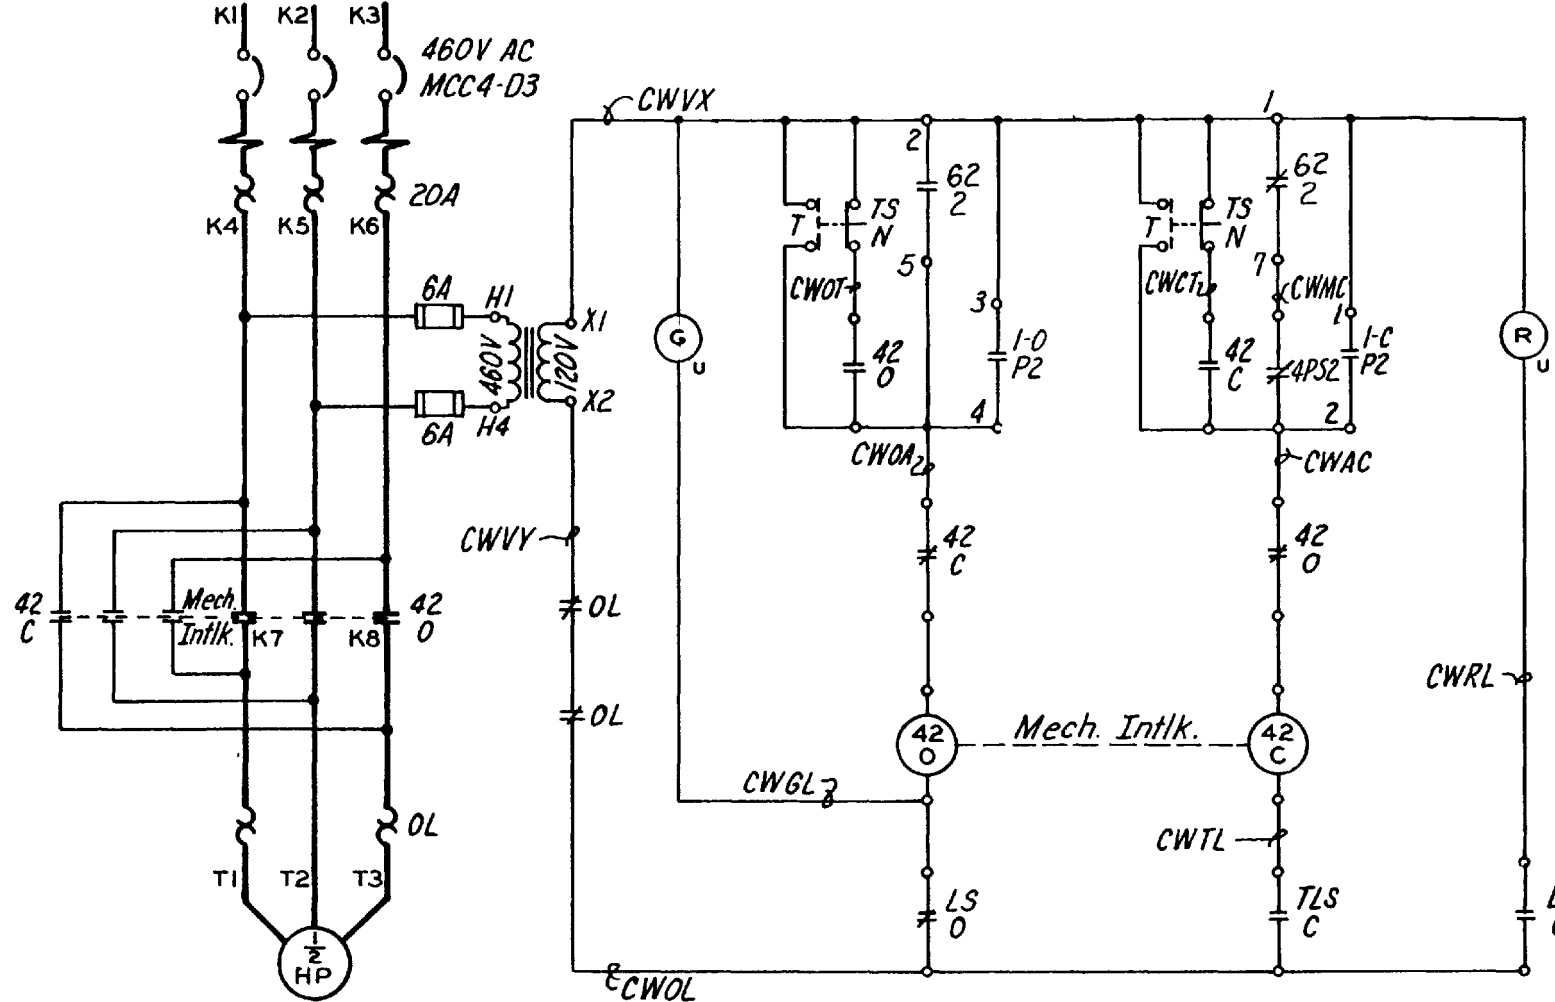 K1 K2 K3
460V AC
MCC4-D3
20A
K4 K5 K6
6A
H1
460V
120V
X1
X2
6A
H4
CWVX
G
U
CWVY
OL
OL
42
C
Mech.
Intlk.
K7
K8
42
O
OL
T1 T2 T3
1
2
HP
2
62
2
T
TS
N
5
CWOT
42
O
3
1-O
P2
4
CWOA
42
C
42
O
Mech. Intlk.
CWGL
LS
O
CWOL
1
62
2
T
TS
N
7
CWCT
CWMC
42
C
4PS2
1
1-C
P2
2
CWAC
42
O
42
C
CWTL
TLS
C
R
U
CWRL